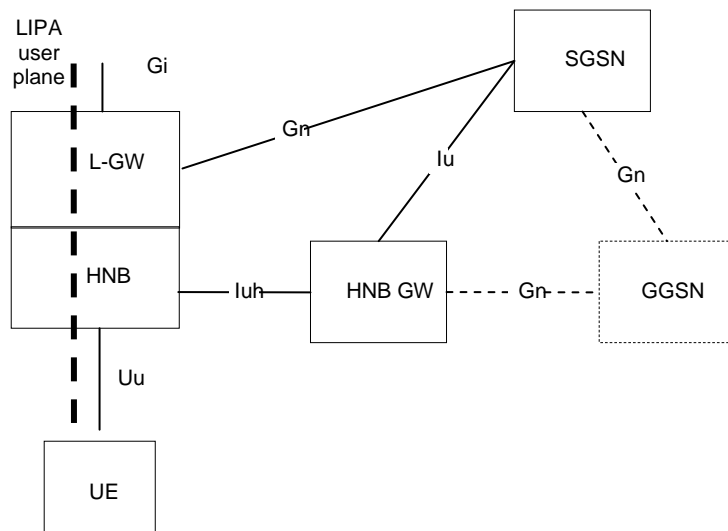 LIPA
user
plane
Gi
SGSN
Gn
L-GW
Iu
Gn
HNB
Iuh
HNB GW
Gn
GGSN
Uu
UE